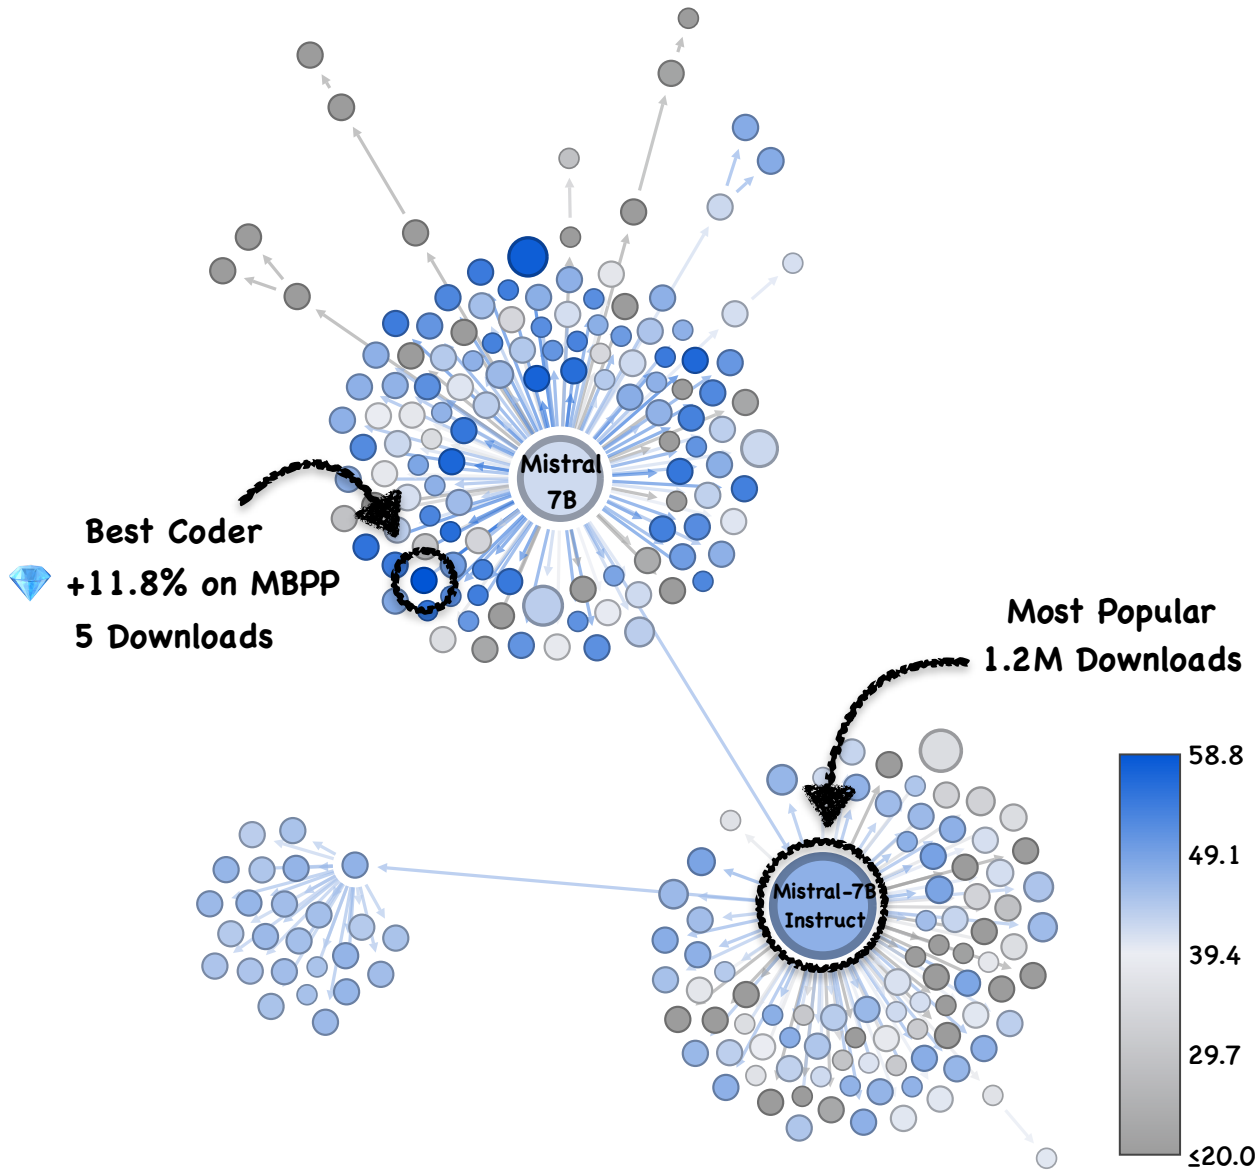 Mistral
7B
Best Coder
+11.8% on MBPP
5 Downloads
Most Popular
1.2M Downloads
Mistral-7B
Instruct
58.8
49.1
39.4
29.7
≤20.0